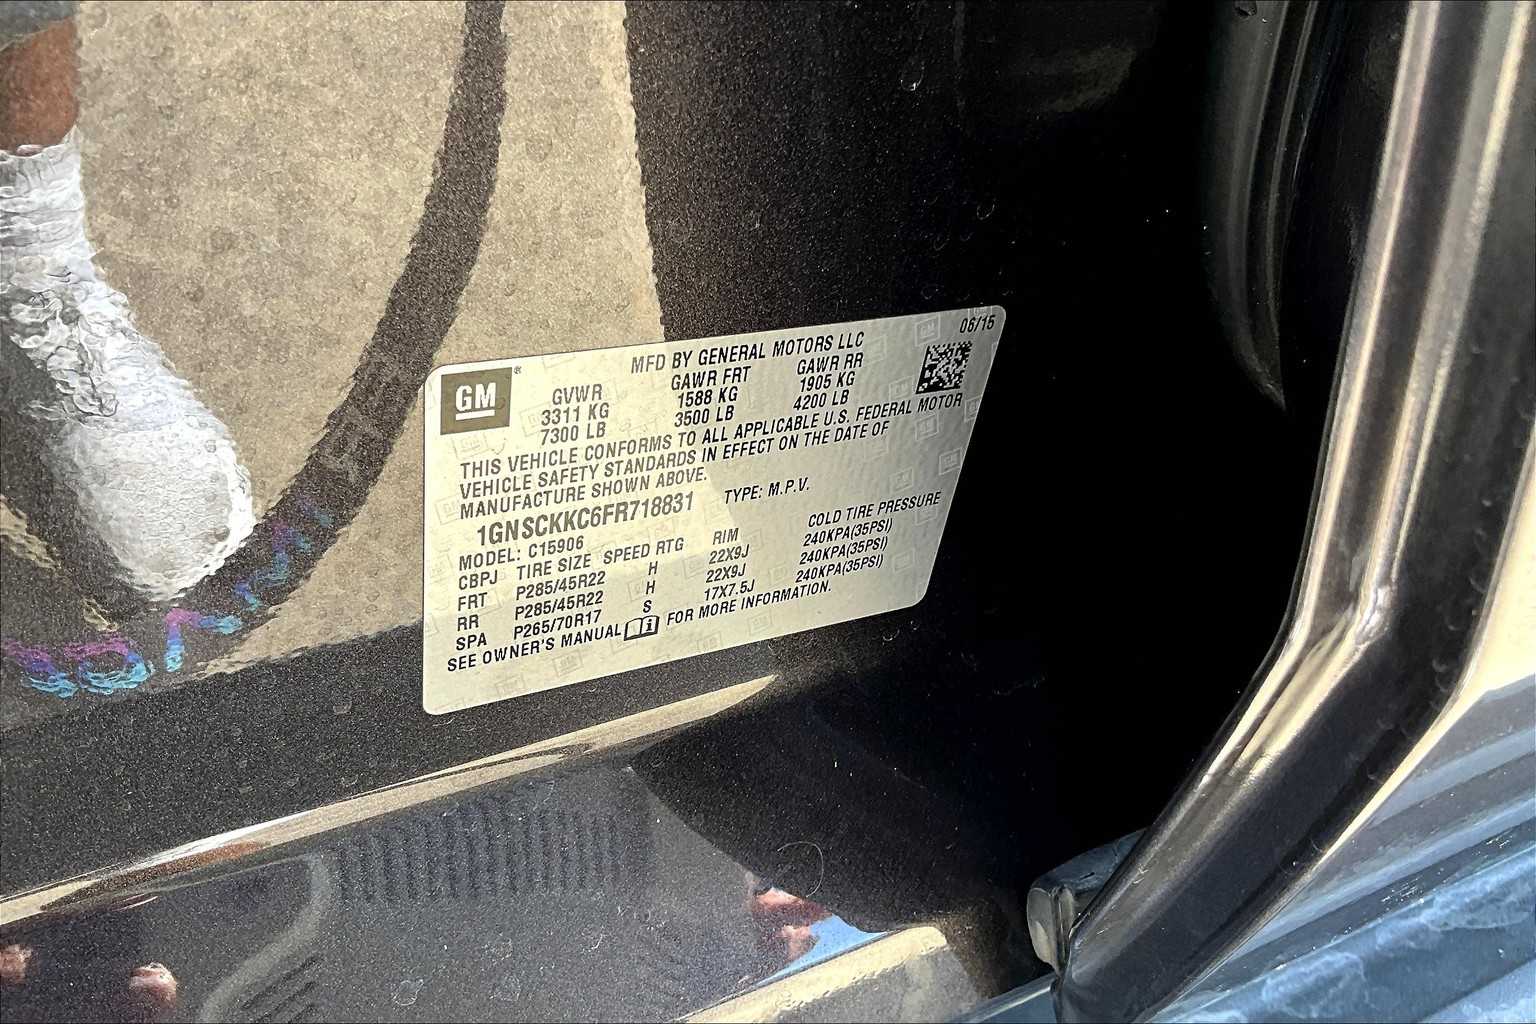 06/15
MFD BY GENERAL MOTORS LLC
GM®
GVWR GAWR FRT GAWR RR
3311 KG 1588 KG 1905 KG
7300 LB 3500 LB 4200 LB
THIS VEHICLE CONFORMS TO ALL APPLICABLE U.S. FEDERAL MOTOR
VEHICLE SAFETY STANDARDS IN EFFECT ON THE DATE OF
MANUFACTURE SHOWN ABOVE.
1GNSCKKC6FR718831 TYPE: M.P.V.
MODEL: C15906
CBPJ TIRE SIZE SPEED RTG RIM COLD TIRE PRESSURE
FRT P285/45R22 H 22X9J 240KPA(35PSI)
RR P285/45R22 H 22X9J 240KPA(35PSI)
SPA P265/70R17 S 17X7.5J 240KPA(35PSI)
SEE OWNER'S MANUAL FOR MORE INFORMATION.